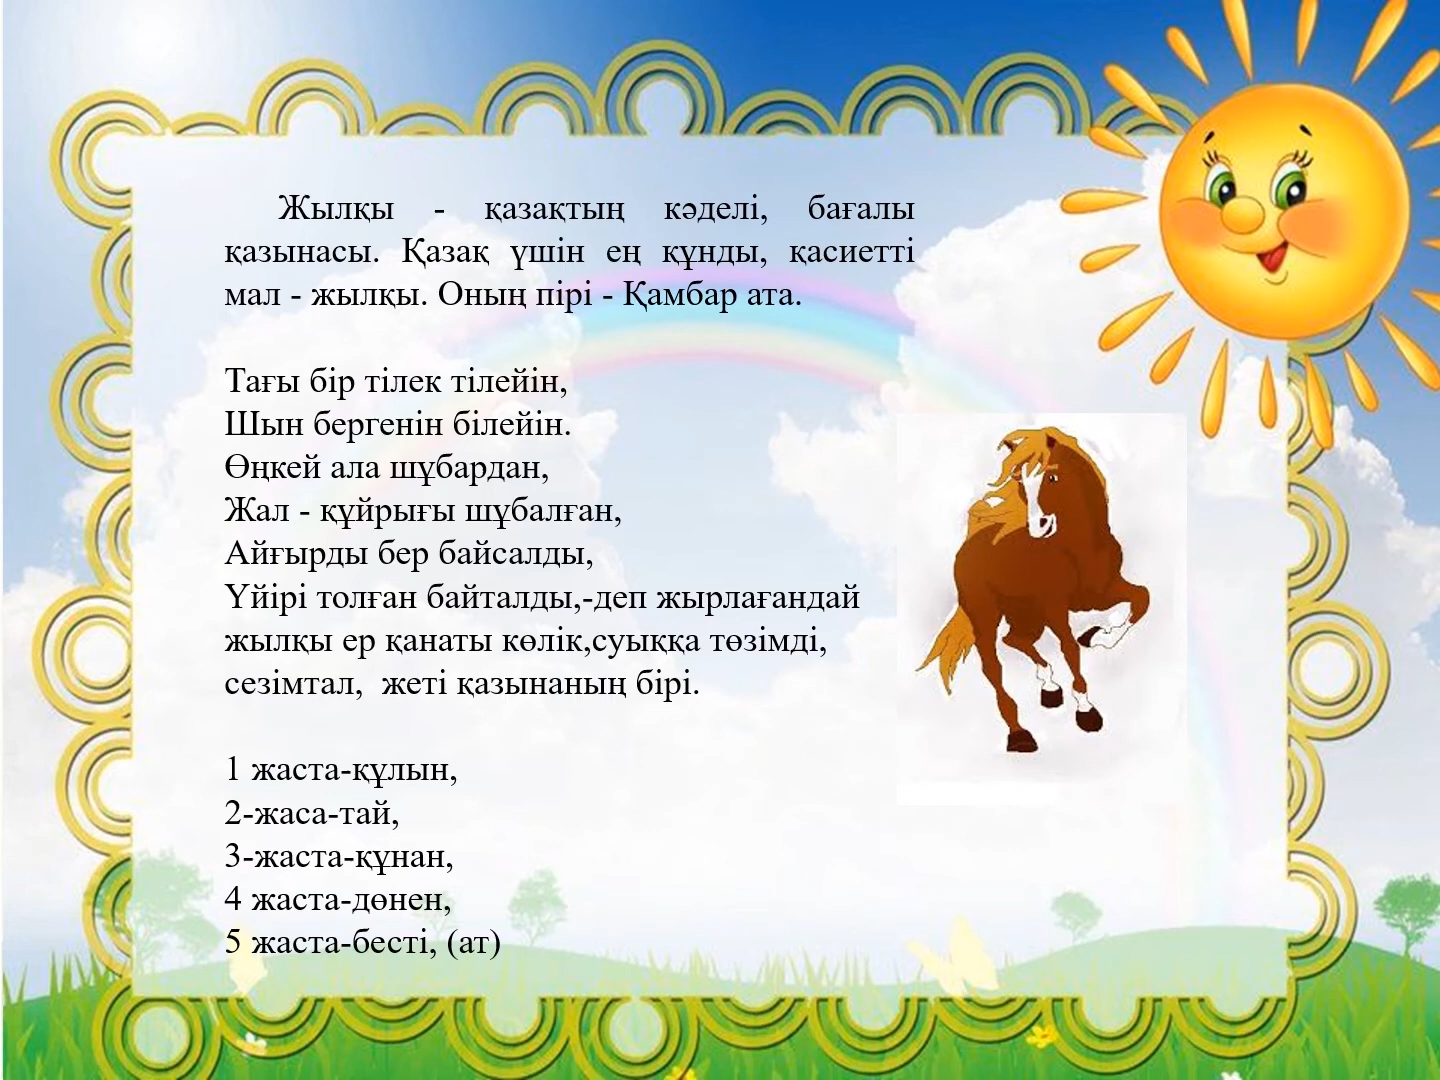 Жылқы - қазақтың кәделі, бағалы
қазынасы. Қазақ үшін ең құнды, қасиетті
мал - жылқы. Оның пірі - Қамбар ата.
Тағы бір тілек тілейін,
Шын бергенін білейін.
Өңкей ала шұбардан,
Жал - құйрығы шұбалған,
Айғырды бер байсалды,
Үйірі толған байталды,-деп жырлағандай
жылқы ер қанаты көлік,суыққа төзімді,
сезімтал,  жеті қазынаның бірі.
1 жаста-құлын,
2-жаса-тай,
3-жаста-құнан,
4 жаста-дөнен,
5 жаста-бесті, (ат)